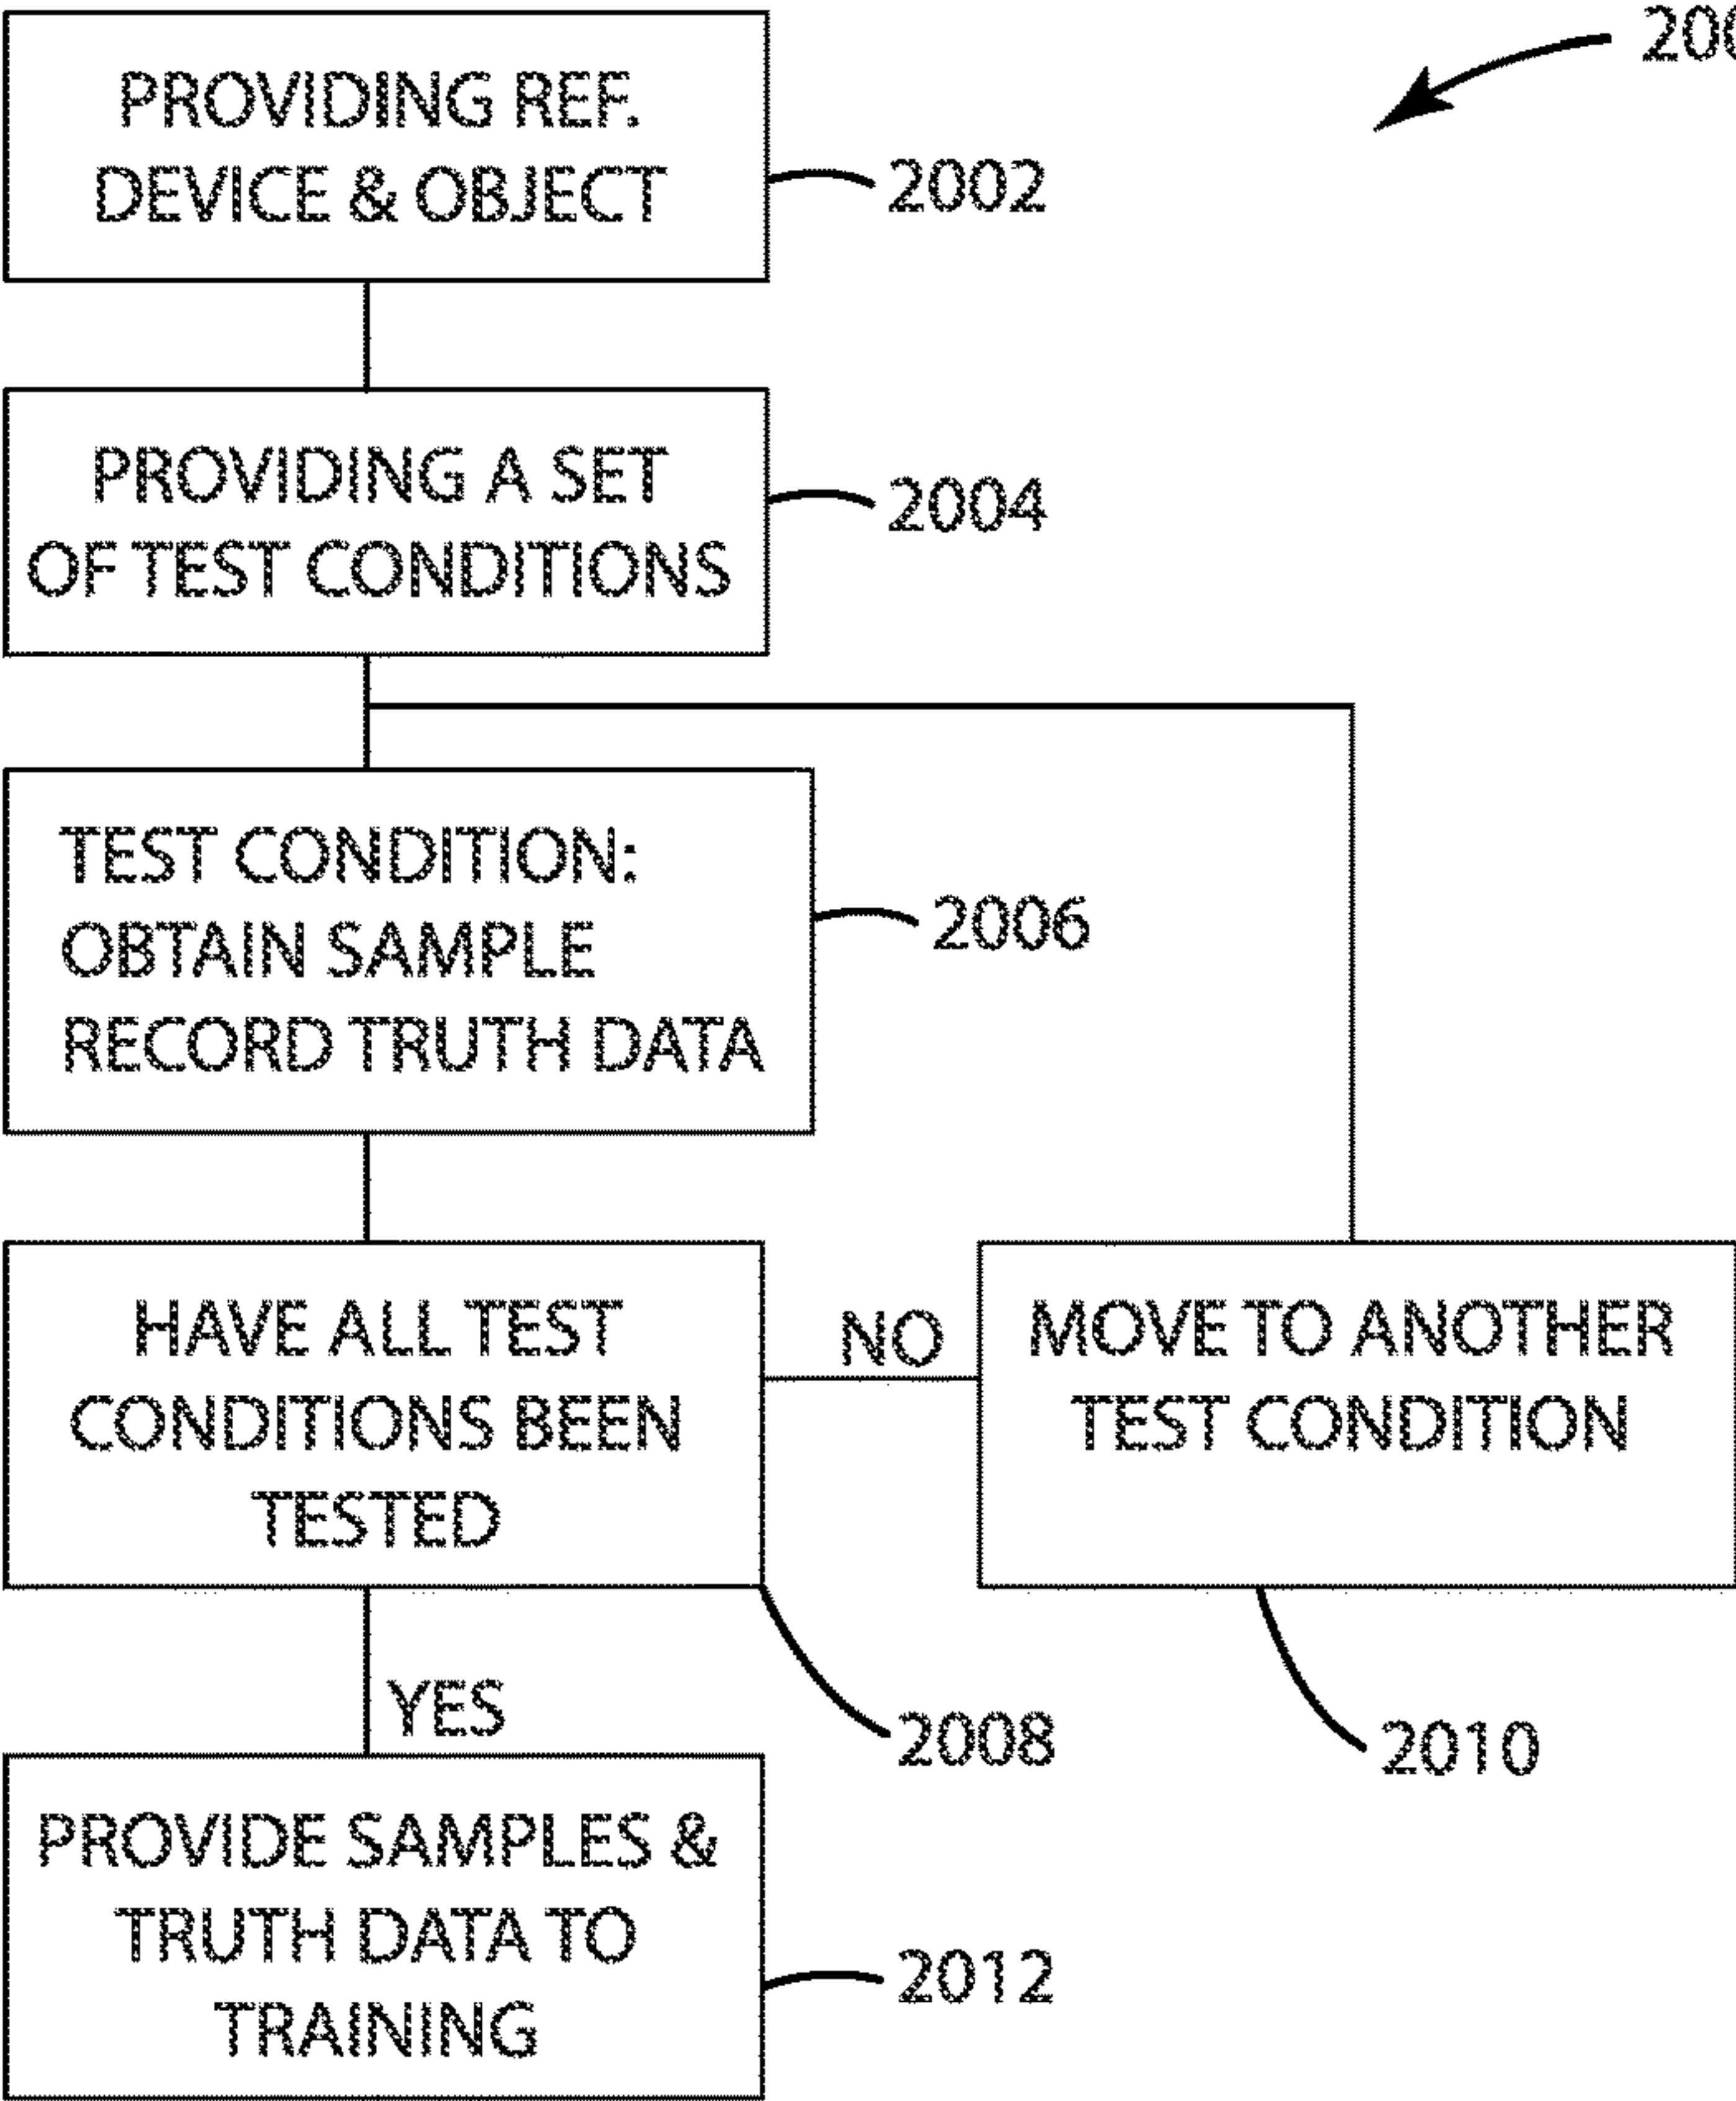 PROVIDING REF.
DEVICE & OBJECT
2002
PROVIDING A SET
OF TEST CONDITIONS
2004
TEST CONDITION:
OBTAIN SAMPLE
RECORD TRUTH DATA
2006
HAVE ALL TEST
CONDITIONS BEEN
TESTED
2008
NO
MOVE TO ANOTHER
TEST CONDITION
2010
YES
PROVIDE SAMPLES &
TRUTH DATA TO
TRAINING
2012